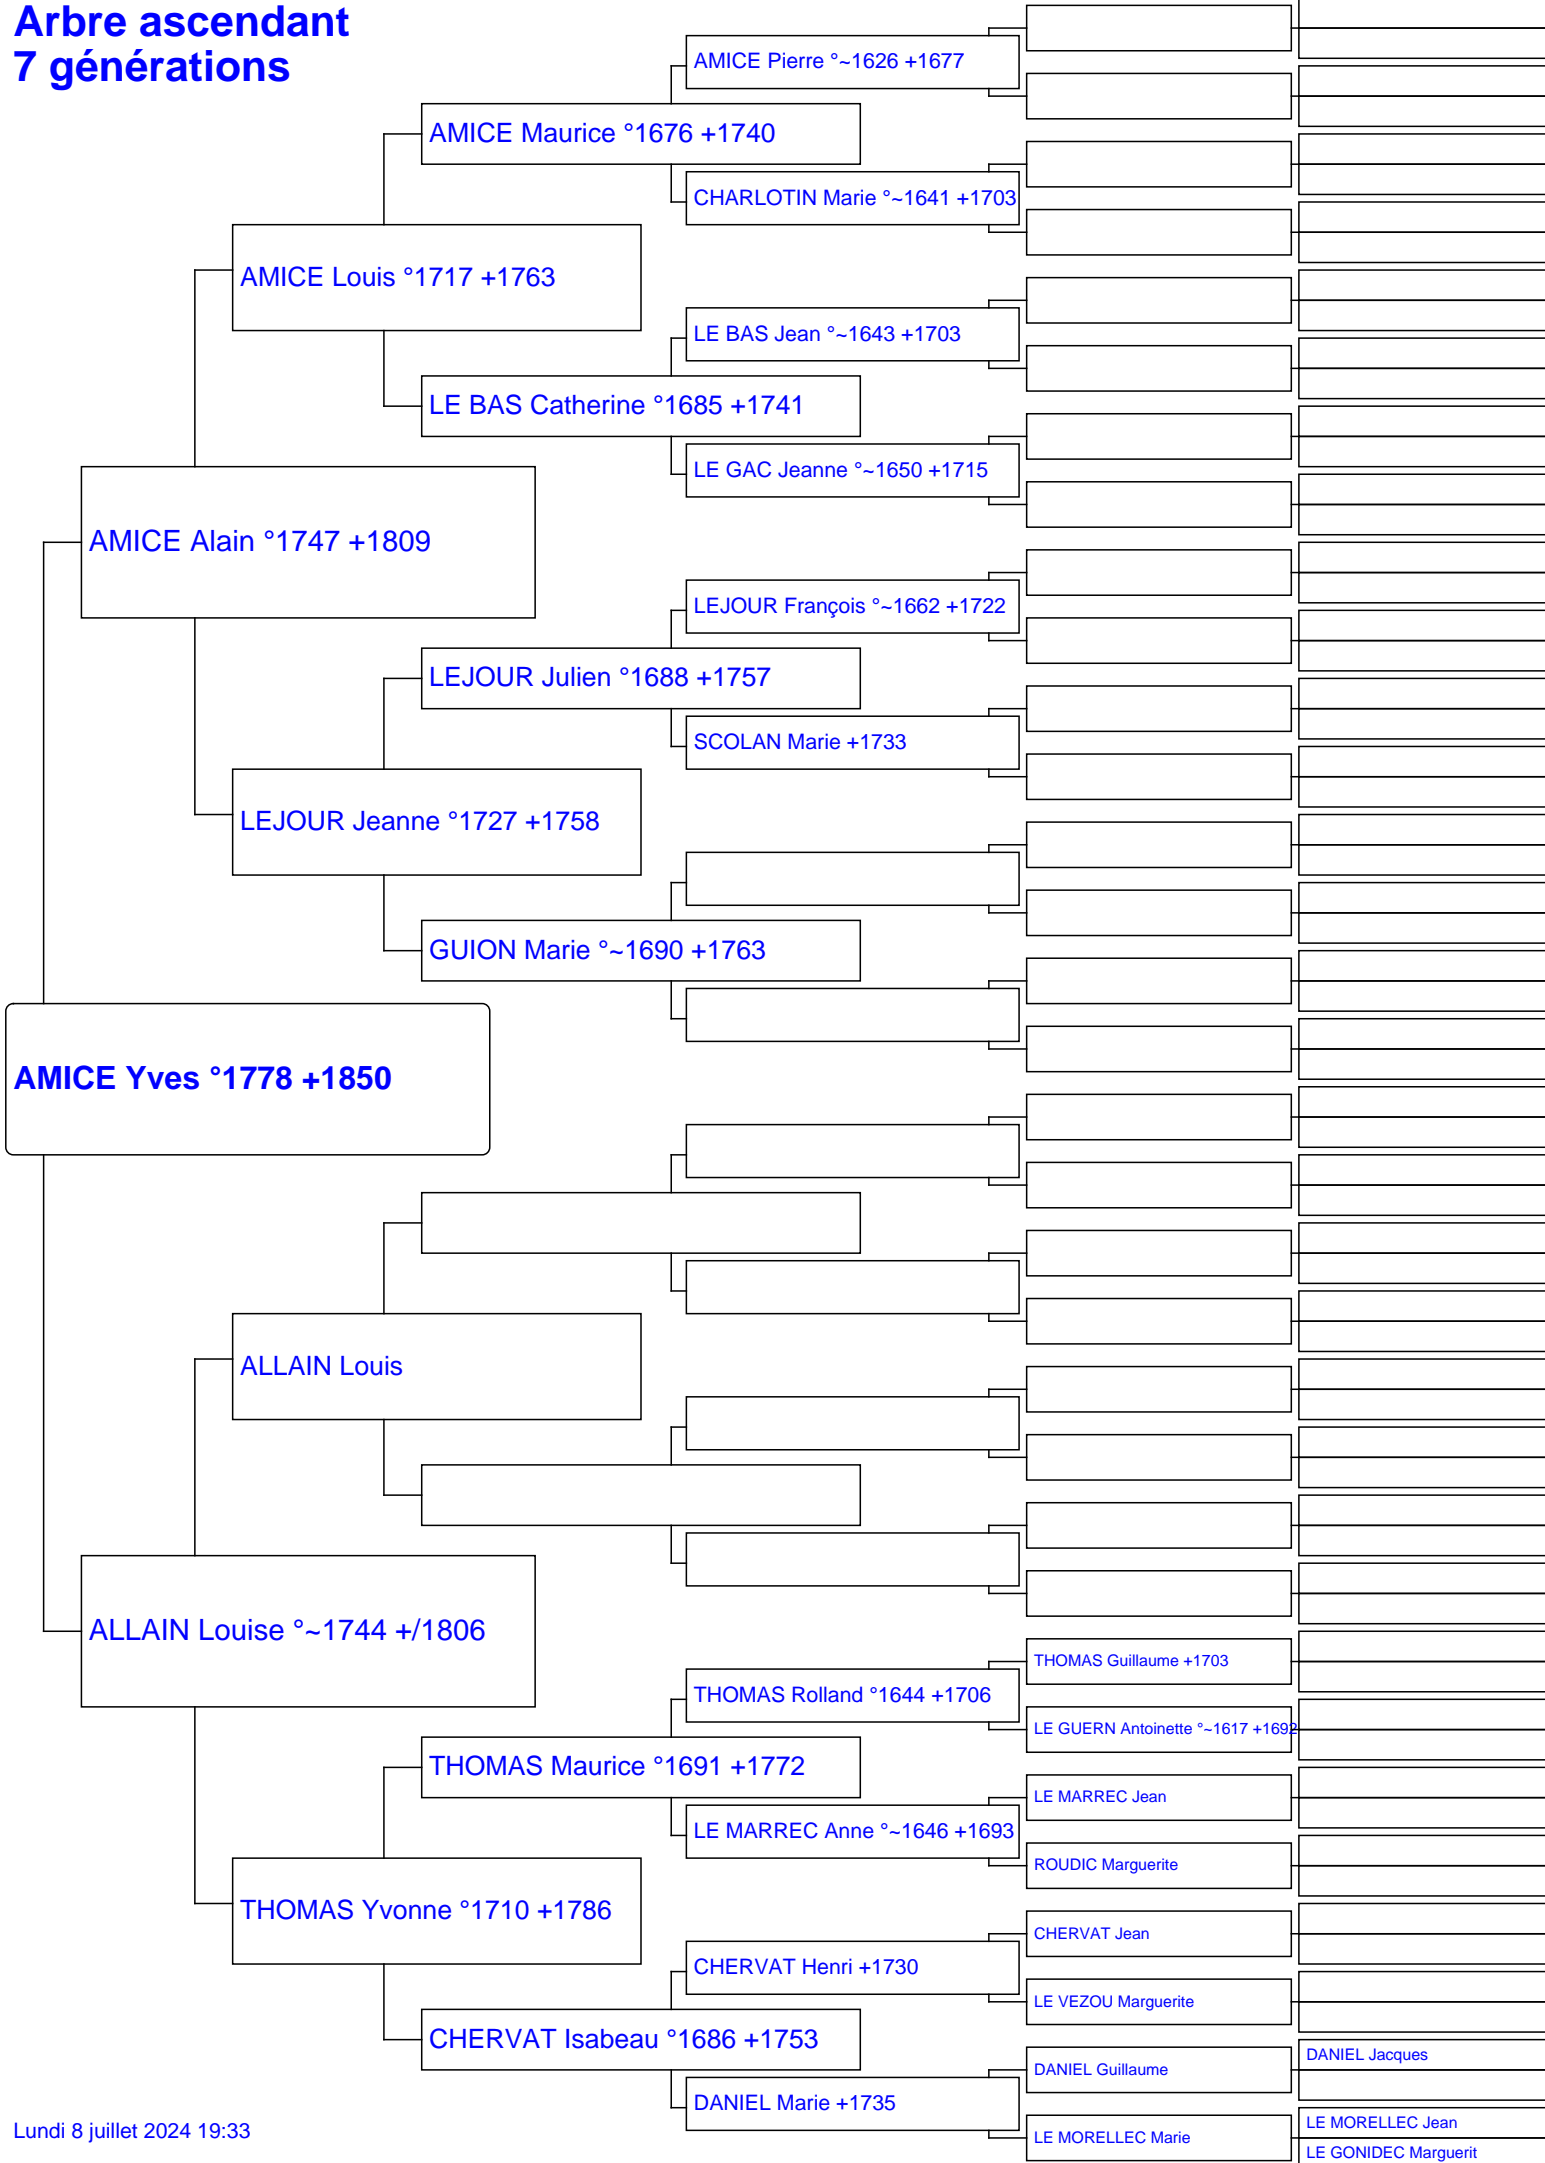 Arbre ascendant
7 générations
AMICE Pierre °~1626 +1677
AMICE Maurice °1676 +1740
CHARLOTIN Marie °~1641 +1703
AMICE Louis °1717 +1763
LE BAS Jean °~1643 +1703
LE BAS Catherine °1685 +1741
LE GAC Jeanne °~1650 +1715
AMICE Alain °1747 +1809
LEJOUR François °~1662 +1722
LEJOUR Julien °1688 +1757
SCOLAN Marie +1733
LEJOUR Jeanne °1727 +1758
GUION Marie °~1690 +1763
AMICE Yves °1778 +1850
ALLAIN Louis
ALLAIN Louise °~1744 +/1806
THOMAS Guillaume +1703
THOMAS Rolland °1644 +1706
LE GUERN Antoinette °~1617 +1692
THOMAS Maurice °1691 +1772
LE MARREC Jean
LE MARREC Anne °~1646 +1693
ROUDIC Marguerite
THOMAS Yvonne °1710 +1786
CHERVAT Jean
CHERVAT Henri +1730
LE VEZOU Marguerite
CHERVAT Isabeau °1686 +1753
DANIEL Jacques
DANIEL Guillaume
DANIEL Marie +1735
LE MORELLEC Jean
LE MORELLEC Marie
LE GONIDEC Marguerit
Lundi 8 juillet 2024 19:33